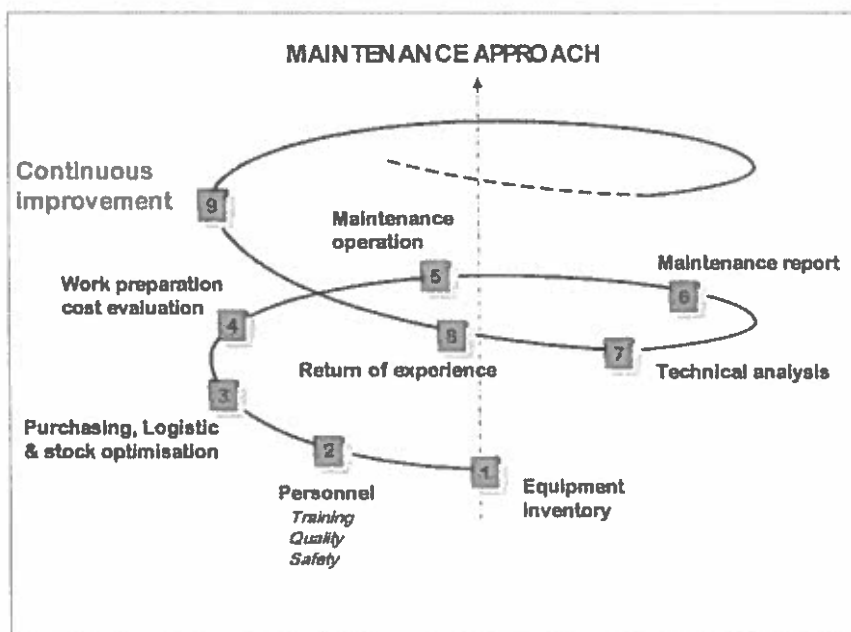 MAINTENANCE APPROACH
Continuous
improvement
9
Maintenance
operation
5
Maintenance report
6
Work preparation
cost evaluation
4
8
7
Return of experience
Technical analysis
3
Purchasing, Logistic
& stock optimisation
2
1
Personnel
Training
Quality
Safety
Equipment
inventory